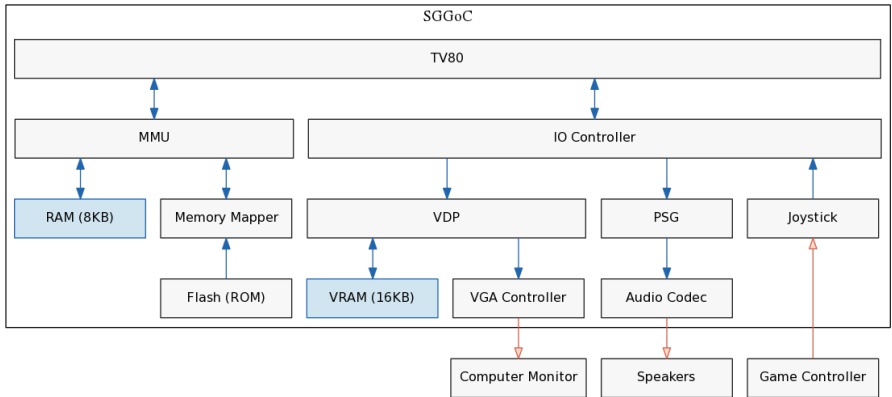 SGGoC
TV80
MMU
IO Controller
RAM (8KB)
Memory Mapper
VDP
PSG
Joystick
Flash (ROM)
VRAM (16KB)
VGA Controller
Audio Codec
Computer Monitor
Speakers
Game Controller